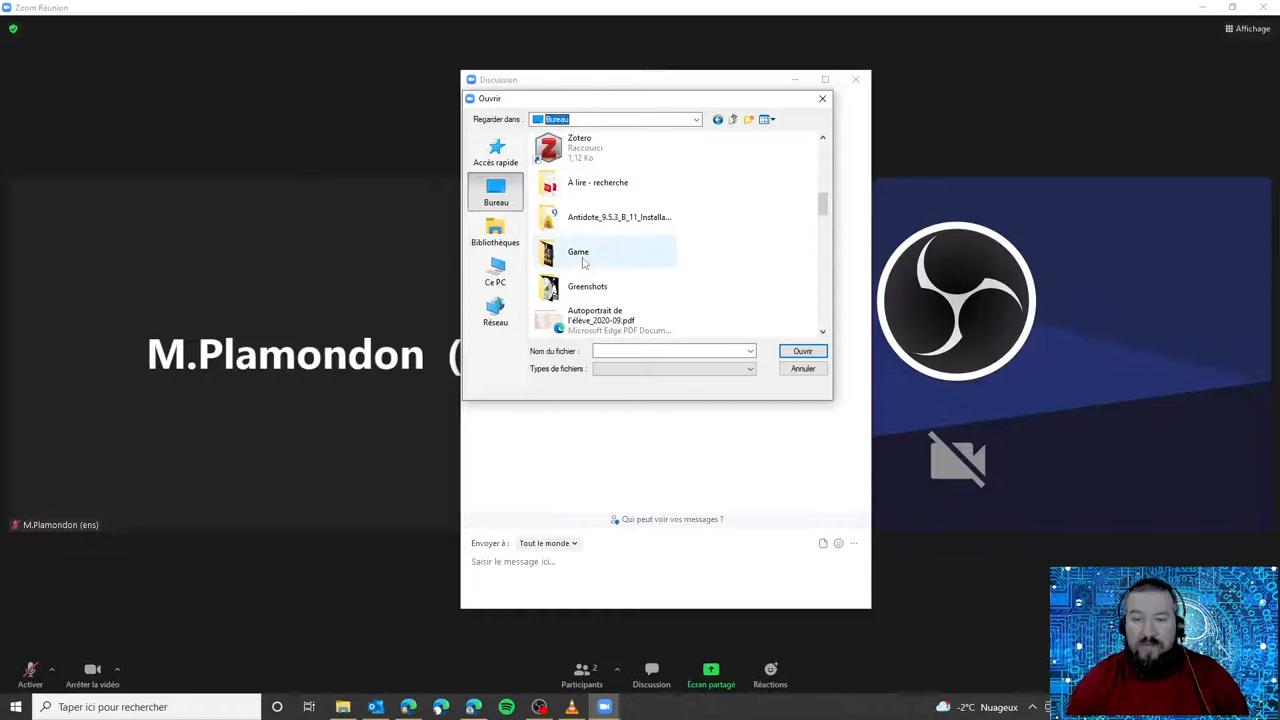 Zoom Réunion
Affichage
Discussion
Ouvrir
Regarder dans :
Bureau
Accès rapide
Bureau
Bibliothèques
Ce PC
Réseau
Zotero
Raccourci
1,12 Ko
À lire - recherche
Antidote_9.5.3_B_11_Installa...
Game
Greenshots
Autoportrait de
l'élève_2020-09.pdf
Microsoft Edge PDF Docum...
Nom du fichier :
Ouvrir
Types de fichiers :
Annuler
M.Plamondon (
M.Plamondon (ens)
Qui peut voir vos messages ?
Envoyer à : Tout le monde
Saisir le message ici...
Activer
Arrêter la vidéo
2
Participants
Discussion
Écran partagé
Réactions
Taper ici pour rechercher
-2°C Nuageux